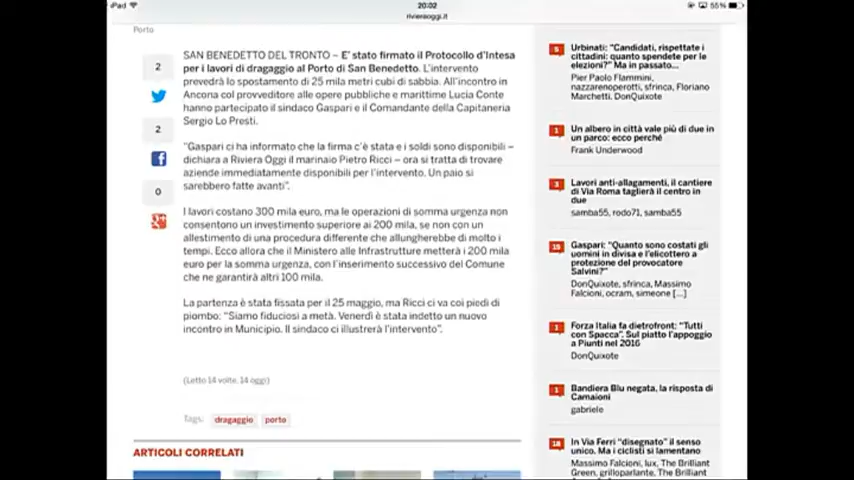 iPad
20:02
55%
rivieraoggi.it
Porto
2
2
0
SAN BENEDETTO DEL TRONTO – E' stato firmato il Protocollo d'Intesa
per i lavori di dragaggio al Porto di San Benedetto. L'intervento
prevedrà lo spostamento di 25 mila metri cubi di sabbia. All'incontro in
Ancona col provveditore alle opere pubbliche e marittime Lucia Conte
hanno partecipato il sindaco Gaspari e il Comandante della Capitaneria
Sergio Lo Presti.
"Gaspari ci ha informato che la firma c'è stata e i soldi sono disponibili –
dichiara a Riviera Oggi il marinaio Pietro Ricci – ora si tratta di trovare
aziende immediatamente disponibili per l'intervento. Un paio si
sarebbero fatte avanti".
I lavori costano 300 mila euro, ma le operazioni di somma urgenza non
consentono un investimento superiore ai 200 mila, se non con un
allestimento di una procedura differente che allungherebbe di molto i
tempi. Ecco allora che il Ministero alle Infrastrutture metterà i 200 mila
euro per la somma urgenza, con l'inserimento successivo del Comune
che ne garantirà altri 100 mila.
La partenza è stata fissata per il 25 maggio, ma Ricci ci va coi piedi di
piombo: "Siamo fiduciosi a metà. Venerdì è stata indetto un nuovo
incontro in Municipio. Il sindaco ci illustrerà l'intervento".
(Letto 14 volte, 14 oggi)
Tags: dragaggio porto
ARTICOLI CORRELATI
Urbinati: "Candidati, rispettate i
cittadini: quanto spendete per le
elezioni?" Ma in passato...
Pier Paolo Flammini,
nazzarenoperotti, sfrinca, Floriano
Marchetti, DonQuixote
1
Un albero in città vale più di due in
un parco: ecco perché
Frank Underwood
3
Lavori anti-allagamenti, il cantiere
di Via Roma taglierà il centro in
due
samba55, rodo71, samba55
Gaspari: "Quanto sono costati gli
uomini in divisa e l'elicottero a
protezione del provocatore
Salvini?"
DonQuixote, sfrinca, Massimo
Falcioni, ocram, simeone [...]
1
Forza Italia fa dietrofront: "Tutti
con Spacca". Sul piatto l'appoggio
a Piunti nel 2016
DonQuixote
1
Bandiera Blu negata, la risposta di
Camaioni
gabriele
In Via Ferri "disegnato" il senso
unico. Ma i ciclisti si lamentano
Massimo Falcioni, lux, The Brilliant
Green, grilloparlante, The Brilliant